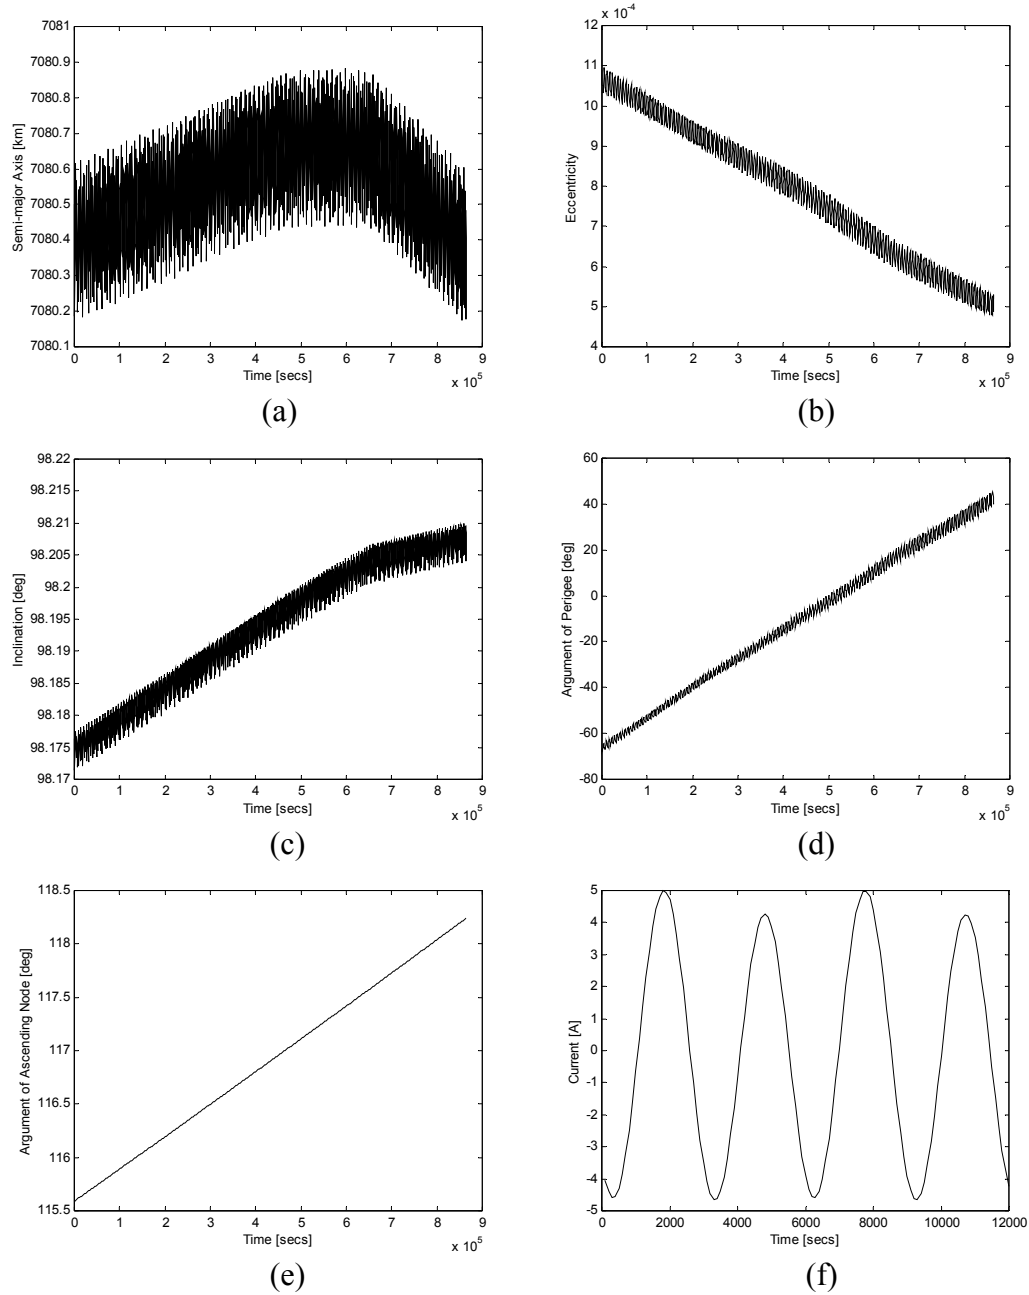 7081
7080.9
7080.8
7080.7
7080.6
7080.5
7080.4
7080.3
7080.2
7080.1
Semi-major Axis [km]
0 1 2 3 4 5 6 7 8 9
Time [secs]
x 10^5
(a)
x 10^-4
12
11
10
9
8
7
6
5
4
Eccentricity
0 1 2 3 4 5 6 7 8 9
Time [secs]
x 10^5
(b)
98.22
98.215
98.21
98.205
98.2
98.195
98.19
98.185
98.18
98.175
98.17
Inclination [deg]
0 1 2 3 4 5 6 7 8 9
Time [secs]
x 10^5
(c)
60
40
20
0
-20
-40
-60
-80
Argument of Perigee [deg]
0 1 2 3 4 5 6 7 8 9
Time [secs]
x 10^5
(d)
118.5
118
117.5
117
116.5
116
115.5
Argument of Ascending Node [deg]
0 1 2 3 4 5 6 7 8 9
Time [secs]
x 10^5
(e)
5
4
3
2
1
0
-1
-2
-3
-4
-5
Current [A]
0 2000 4000 6000 8000 10000 12000
Time [secs]
(f)